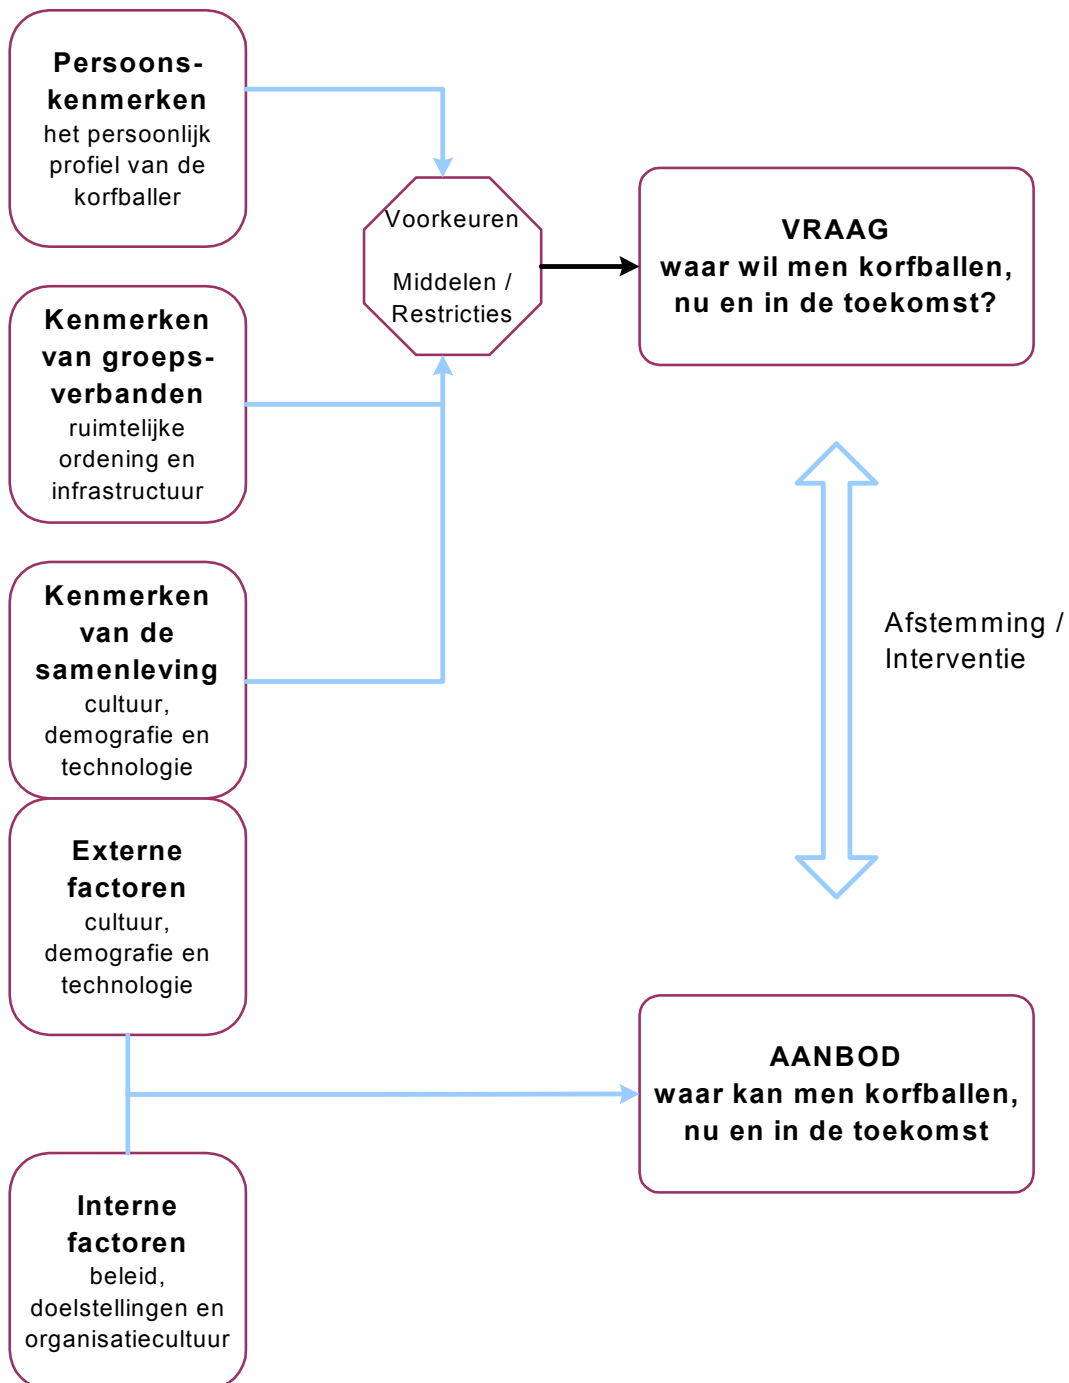 Persoons-
kenmerken
het persoonlijk
profiel van de
korfballer
Voorkeuren
Middelen /
Restricties
VRAAG
waar wil men korfballen,
nu en in de toekomst?
Kenmerken
van groeps-
verbanden
ruimtelijke
ordening en
infrastructuur
Kenmerken
van de
samenleving
cultuur,
demografie en
technologie
Afstemming /
Interventie
Externe
factoren
cultuur,
demografie en
technologie
AANBOD
waar kan men korfballen,
nu en in de toekomst
Interne
factoren
beleid,
doelstellingen en
organisatiecultuur